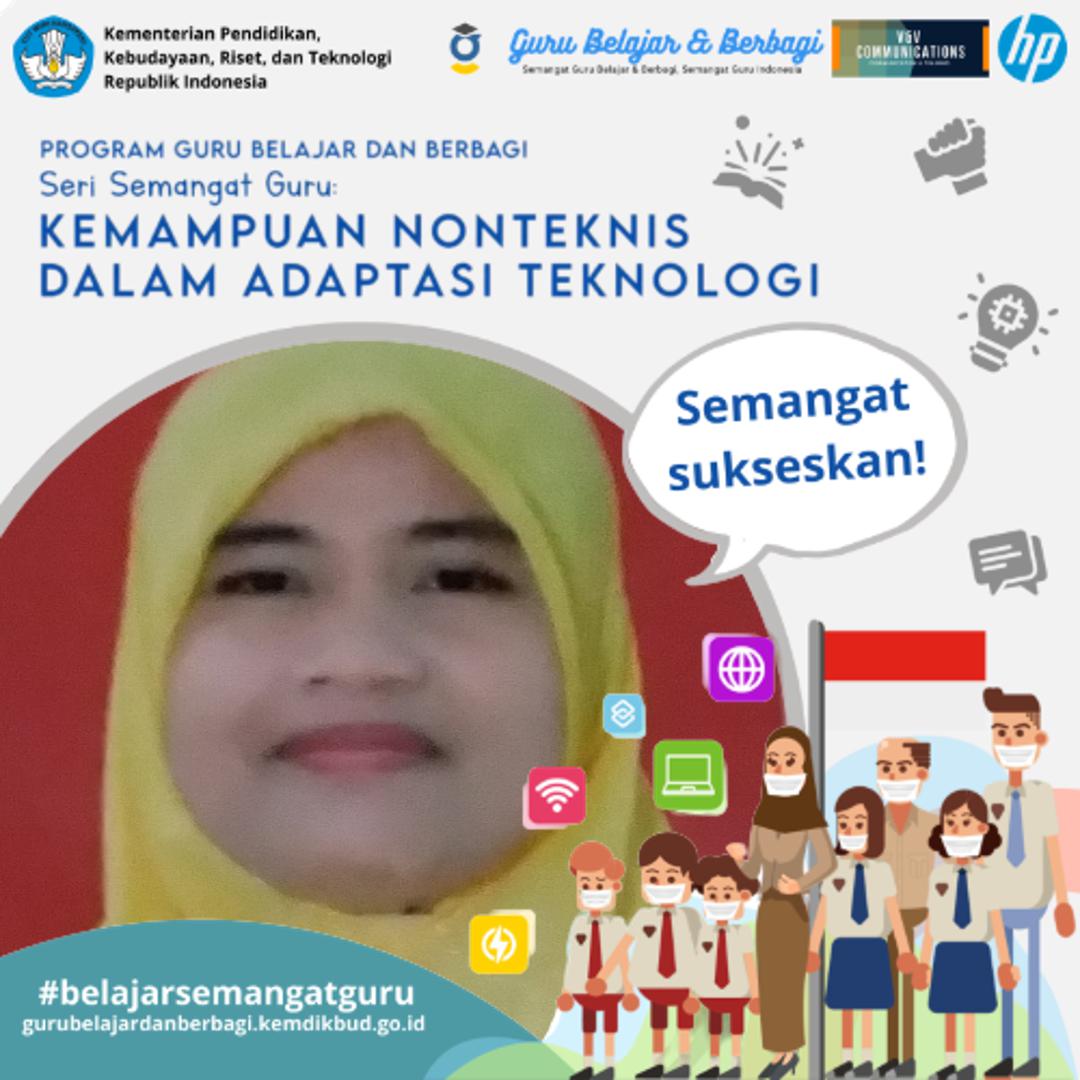 Kementerian Pendidikan,
Kebudayaan, Riset, dan Teknologi
Republik Indonesia
Guru Belajar & Berbagi
Semangat Guru Belajar & Berbagi, Semangat Guru Indonesia
V&V
COMMUNICATIONS
hp
PROGRAM GURU BELAJAR DAN BERBAGI
Seri Semangat Guru:
KEMAMPUAN NONTEKNIS
DALAM ADAPTASI TEKNOLOGI
Semangat
sukseskan!
#belajarsemangatguru
gurubelajardanberbagi.kemdikbud.go.id